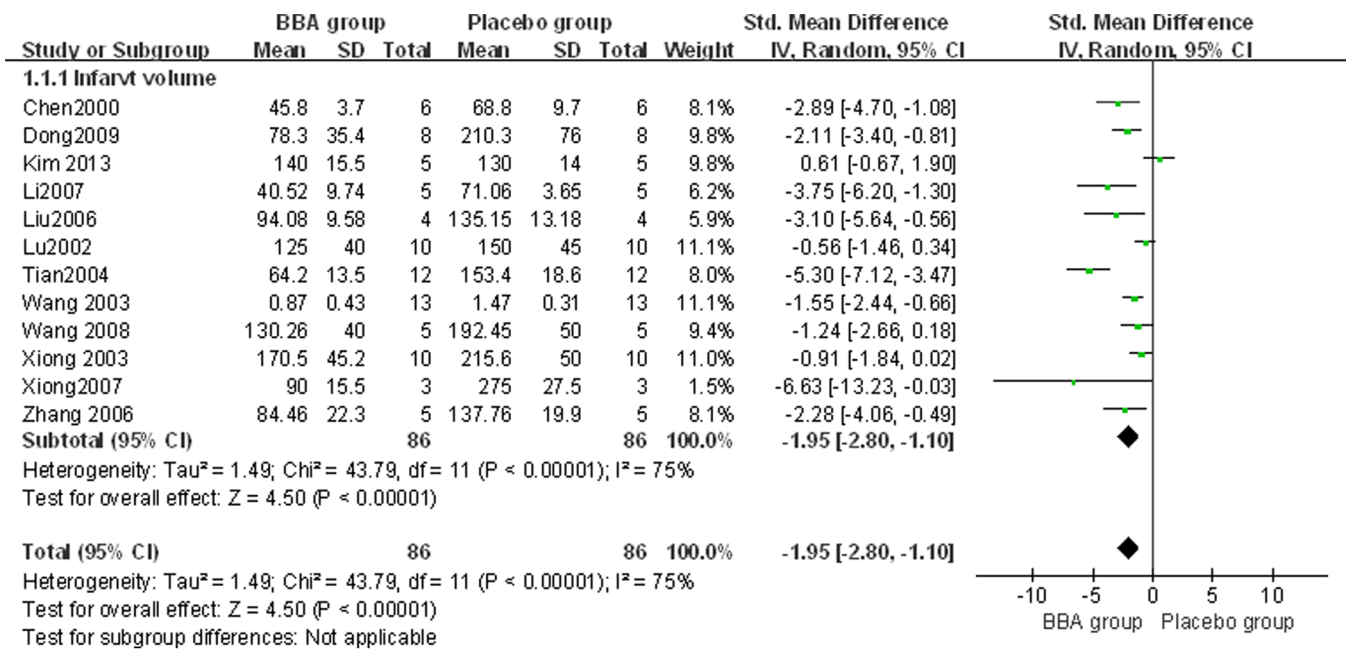 BBA group Placebo group Std. Mean Difference Std. Mean Difference
Study or Subgroup Mean SD Total Mean SD Total Weight IV, Random, 95% CI IV, Random, 95% CI
1.1.1 Infarvt volume
Chen2000 45.8 3.7 6 68.8 9.7 6 8.1% -2.89 [-4.70, -1.08]
Dong2009 78.3 35.4 8 210.3 76 8 9.8% -2.11 [-3.40, -0.81]
Kim 2013 140 15.5 5 130 14 5 9.8% 0.61 [-0.67, 1.90]
Li2007 40.52 9.74 5 71.06 3.65 5 6.2% -3.75 [-6.20, -1.30]
Liu2006 94.08 9.58 4 135.15 13.18 4 5.9% -3.10 [-5.64, -0.56]
Lu2002 125 40 10 150 45 10 11.1% -0.56 [-1.46, 0.34]
Tian2004 64.2 13.5 12 153.4 18.6 12 8.0% -5.30 [-7.12, -3.47]
Wang 2003 0.87 0.43 13 1.47 0.31 13 11.1% -1.55 [-2.44, -0.66]
Wang 2008 130.26 40 5 192.45 50 5 9.4% -1.24 [-2.66, 0.18]
Xiong 2003 170.5 45.2 10 215.6 50 10 11.0% -0.91 [-1.84, 0.02]
Xiong2007 90 15.5 3 275 27.5 3 1.5% -6.63 [-13.23, -0.03]
Zhang 2006 84.46 22.3 5 137.76 19.9 5 8.1% -2.28 [-4.06, -0.49]
Subtotal (95% CI) 86 86 100.0% -1.95 [-2.80, -1.10]
Heterogeneity: Tau² = 1.49; Chi² = 43.79, df = 11 (P < 0.00001); I² = 75%
Test for overall effect: Z = 4.50 (P < 0.00001)
Total (95% CI) 86 86 100.0% -1.95 [-2.80, -1.10]
Heterogeneity: Tau² = 1.49; Chi² = 43.79, df = 11 (P < 0.00001); I² = 75%
Test for overall effect: Z = 4.50 (P < 0.00001)
Test for subgroup differences: Not applicable
-10 -5 0 5 10
BBA group Placebo group